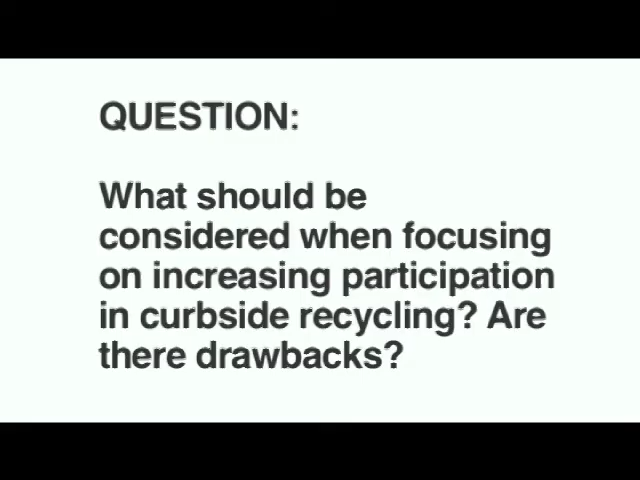 QUESTION:
What should be
considered when focusing
on increasing participation
in curbside recycling? Are
there drawbacks?